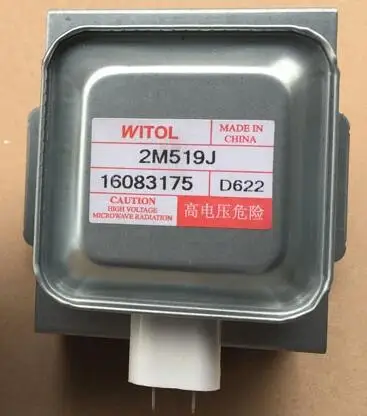 WITOL
MADE IN
CHINA
2M519J
16083175 D622
CAUTION
HIGH VOLTAGE
MICROWAVE RADIATION
高电压危险